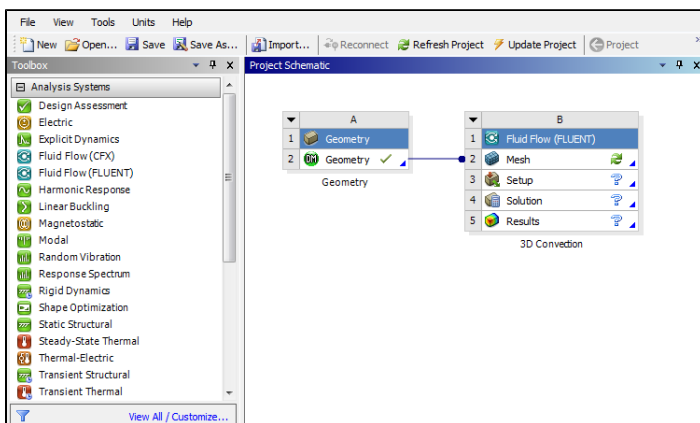 File View Tools Units Help
New Open... Save Save As... Import... Reconnect Refresh Project Update Project Project
Toolbox
Project Schematic
Analysis Systems
Design Assessment
Electric
Explicit Dynamics
Fluid Flow (CFX)
Fluid Flow (FLUENT)
Harmonic Response
Linear Buckling
Magnetostatic
Modal
Random Vibration
Response Spectrum
Rigid Dynamics
Shape Optimization
Static Structural
Steady-State Thermal
Thermal-Electric
Transient Structural
Transient Thermal
View All / Customize...
A
1 Geometry
2 DM Geometry
Geometry
B
1 Fluid Flow (FLUENT)
2 Mesh
3 Setup
4 Solution
5 Results
3D Convection